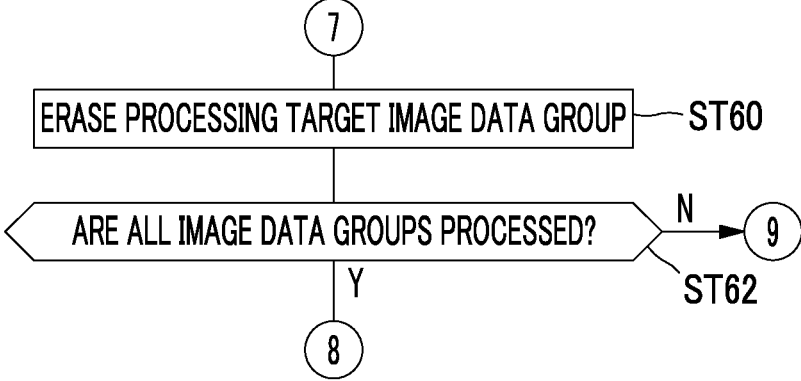 7
ERASE PROCESSING TARGET IMAGE DATA GROUP
ST60
ARE ALL IMAGE DATA GROUPS PROCESSED?
N
9
ST62
Y
8